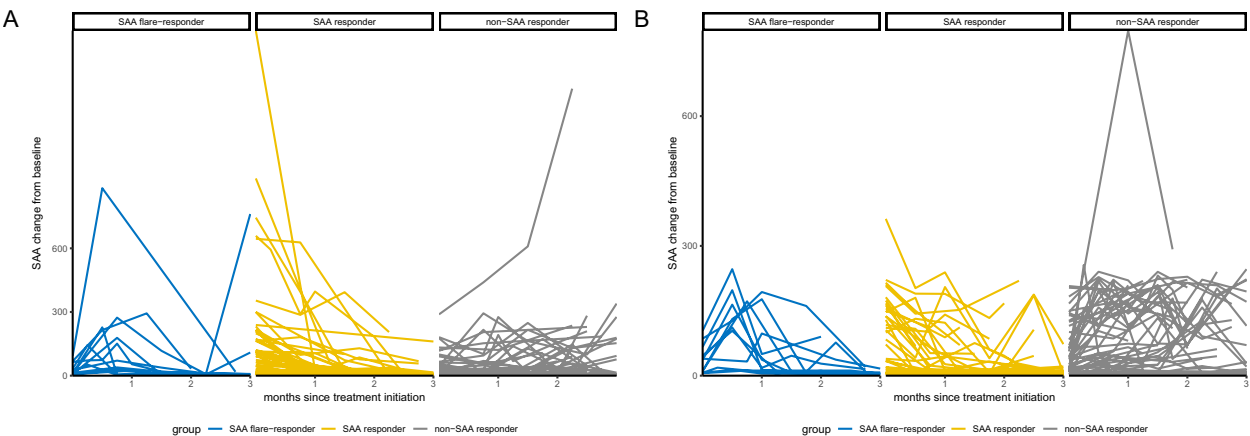 A
SAA flare−responder SAA responder non−SAA responder
SAA change from baseline
600
300
0
1 2 3 1 2 3 1 2
months since treatment initiation
group SAA flare−responder SAA responder non−SAA responder
B
SAA flare−responder SAA responder non−SAA responder
SAA change from baseline
600
300
0
1 2 3 1 2 3 1 2 3
months since treatment initiation
group SAA flare−responder SAA responder non−SAA responder